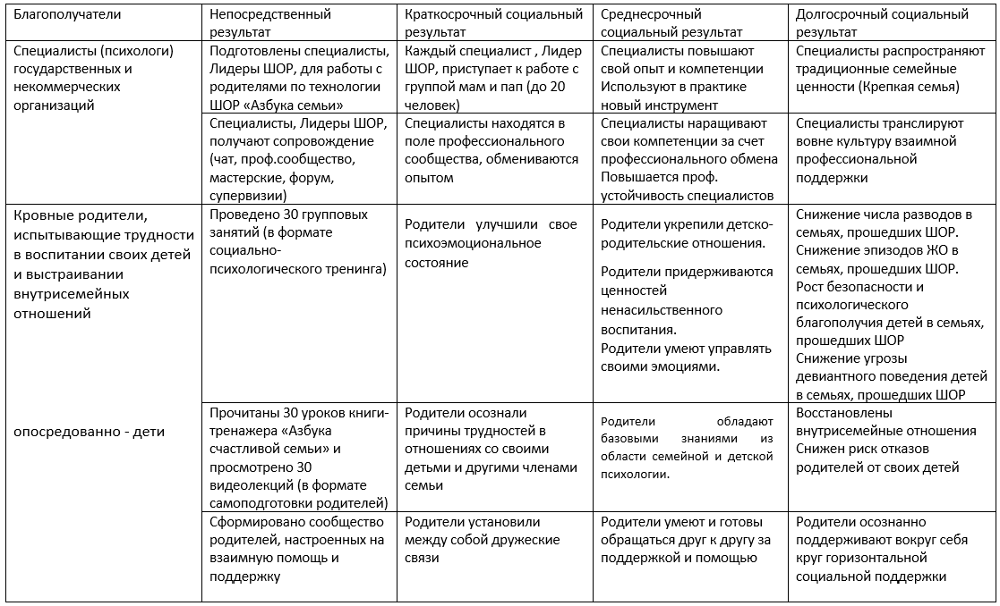 Благополучатели
Непосредственный
результат
Краткосрочный социальный
результат
Среднесрочный
социальный результат
Долгосрочный социальный
результат
Специалисты (психологи)
государственных и
некоммерческих
организаций
Подготовлены специалисты,
Лидеры ШОР, для работы с
родителями по технологии
ШОР «Азбука семьи»
Каждый специалист , Лидер
ШОР, приступает к работе с
группой мам и пап (до 20
человек)
Специалисты повышают
свой опыт и компетенции
Используют в практике
новый инструмент
Специалисты распространяют
традиционные семейные
ценности (Крепкая семья)
Специалисты, Лидеры ШОР,
получают сопровождение
(чат, проф.сообщество,
мастерские, форум,
супервизии)
Специалисты находятся в
поле профессионального
сообщества, обмениваются
опытом
Специалисты наращивают
свои компетенции за счет
профессионального обмена
Повышается проф.
устойчивость специалистов
Специалисты транслируют
вовне культуру взаимной
профессиональной
поддержки
Кровные родители,
испытывающие трудности
в воспитании своих детей
и выстраивании
внутрисемейных
отношений
опосредованно - дети
Проведено 30 групповых
занятий (в формате
социально-
психологического тренинга)
Родители улучшили свое
психоэмоциональное
состояние
Родители укрепили детско-
родительские отношения.
Родители придерживаются
ценностей
ненасильственного
воспитания.
Родители умеют управлять
своими эмоциями.
Снижение числа разводов в
семьях, прошедших ШОР.
Снижение эпизодов ЖО в
семьях, прошедших ШОР.
Рост безопасности и
психологического
благополучия детей в семьях,
прошедших ШОР
Снижение угрозы
девиантного поведения детей
в семьях, прошедших ШОР
Прочитаны 30 уроков книги-
тренажера «Азбука
счастливой семьи» и
просмотрено 30
видеолекций (в формате
самоподготовки родителей)
Родители осознали
причины трудностей в
отношениях со своими
детьми и другими членами
семьи
Родители обладают
базовыми знаниями из
области семейной и детской
психологии.
Восстановлены
внутрисемейные отношения
Снижен риск отказов
родителей от своих детей
Сформировано сообщество
родителей, настроенных на
взаимную помощь и
поддержку
Родители установили
между собой дружеские
связи
Родители умеют и готовы
обращаться друг к другу за
поддержкой и помощью
Родители осознанно
поддерживают вокруг себя
круг горизонтальной
социальной поддержки